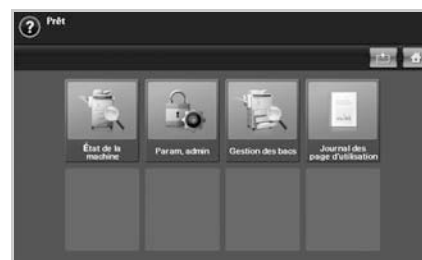 Prêt
État de la
machine
Param, admin
Gestion des bacs
Journal des
page d'utilisation